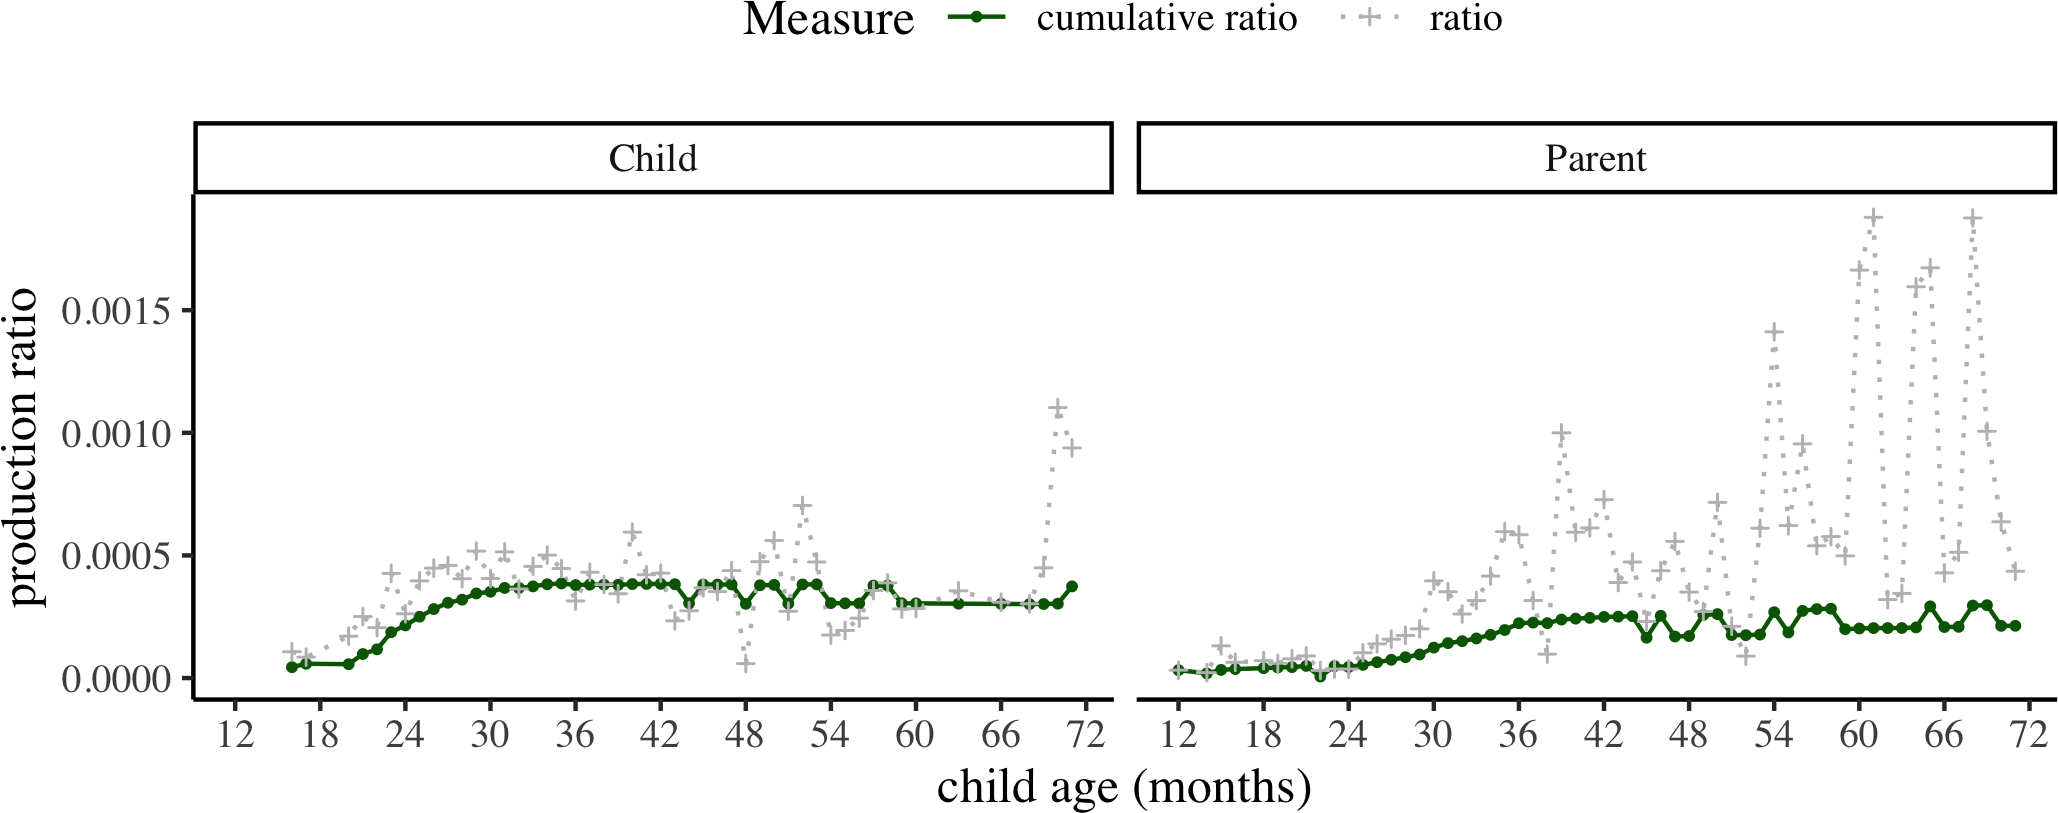 Measure cumulative ratio ratio
Child Parent
production ratio
0.0015
0.0010
0.0005
0.0000
12 18 24 30 36 42 48 54 60 66 72 12 18 24 30 36 42 48 54 60 66 72
child age (months)